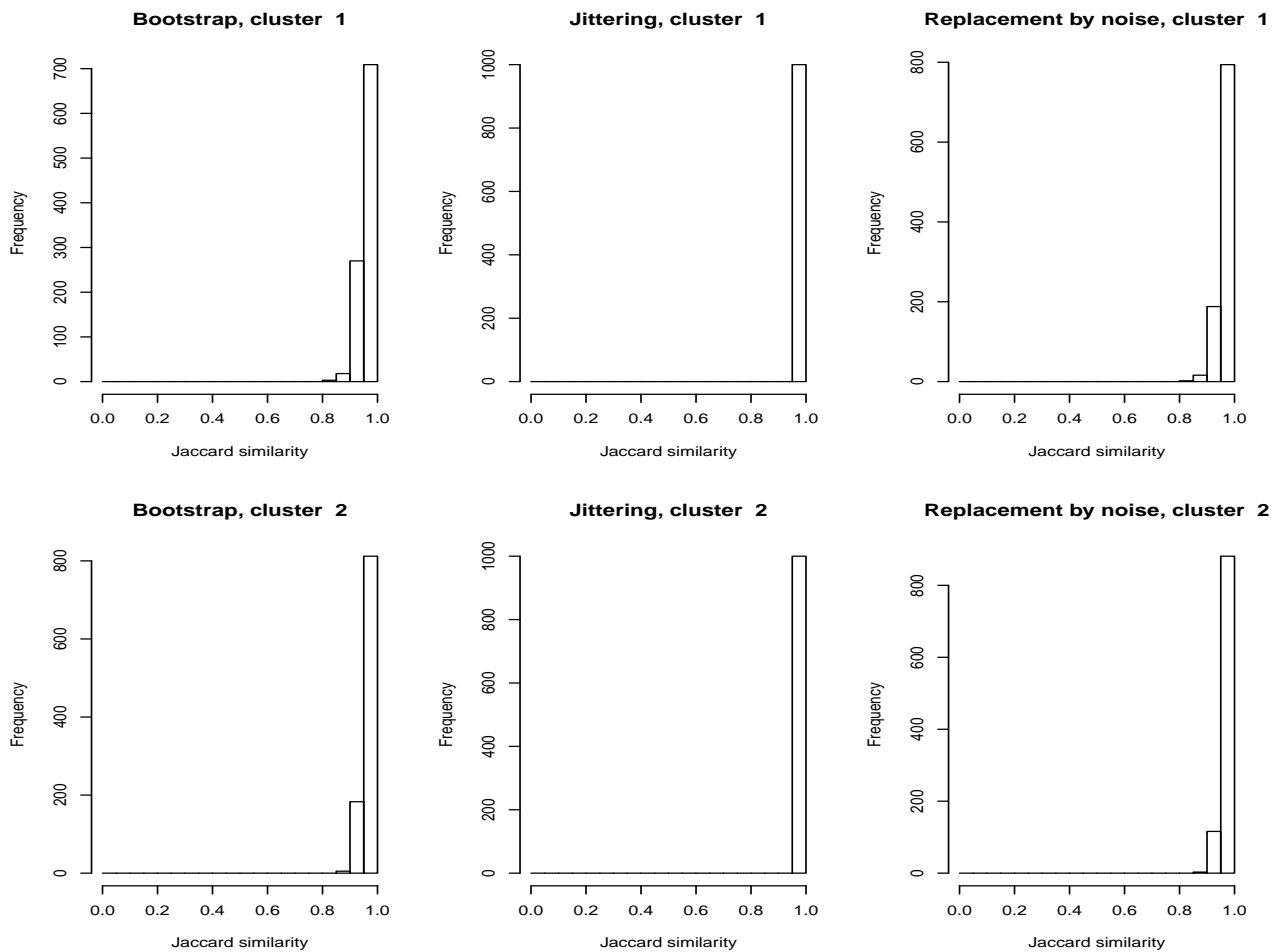 Bootstrap, cluster 1
Frequency
0
100
200
300
400
500
600
700
0.0 0.2 0.4 0.6 0.8 1.0
Jaccard similarity
Jittering, cluster 1
Frequency
0
200
400
600
800
1000
0.0 0.2 0.4 0.6 0.8 1.0
Jaccard similarity
Replacement by noise, cluster 1
Frequency
0
200
400
600
800
0.0 0.2 0.4 0.6 0.8 1.0
Jaccard similarity
Bootstrap, cluster 2
Frequency
0
200
400
600
800
0.0 0.2 0.4 0.6 0.8 1.0
Jaccard similarity
Jittering, cluster 2
Frequency
0
200
400
600
800
1000
0.0 0.2 0.4 0.6 0.8 1.0
Jaccard similarity
Replacement by noise, cluster 2
Frequency
0
200
400
600
800
0.0 0.2 0.4 0.6 0.8 1.0
Jaccard similarity